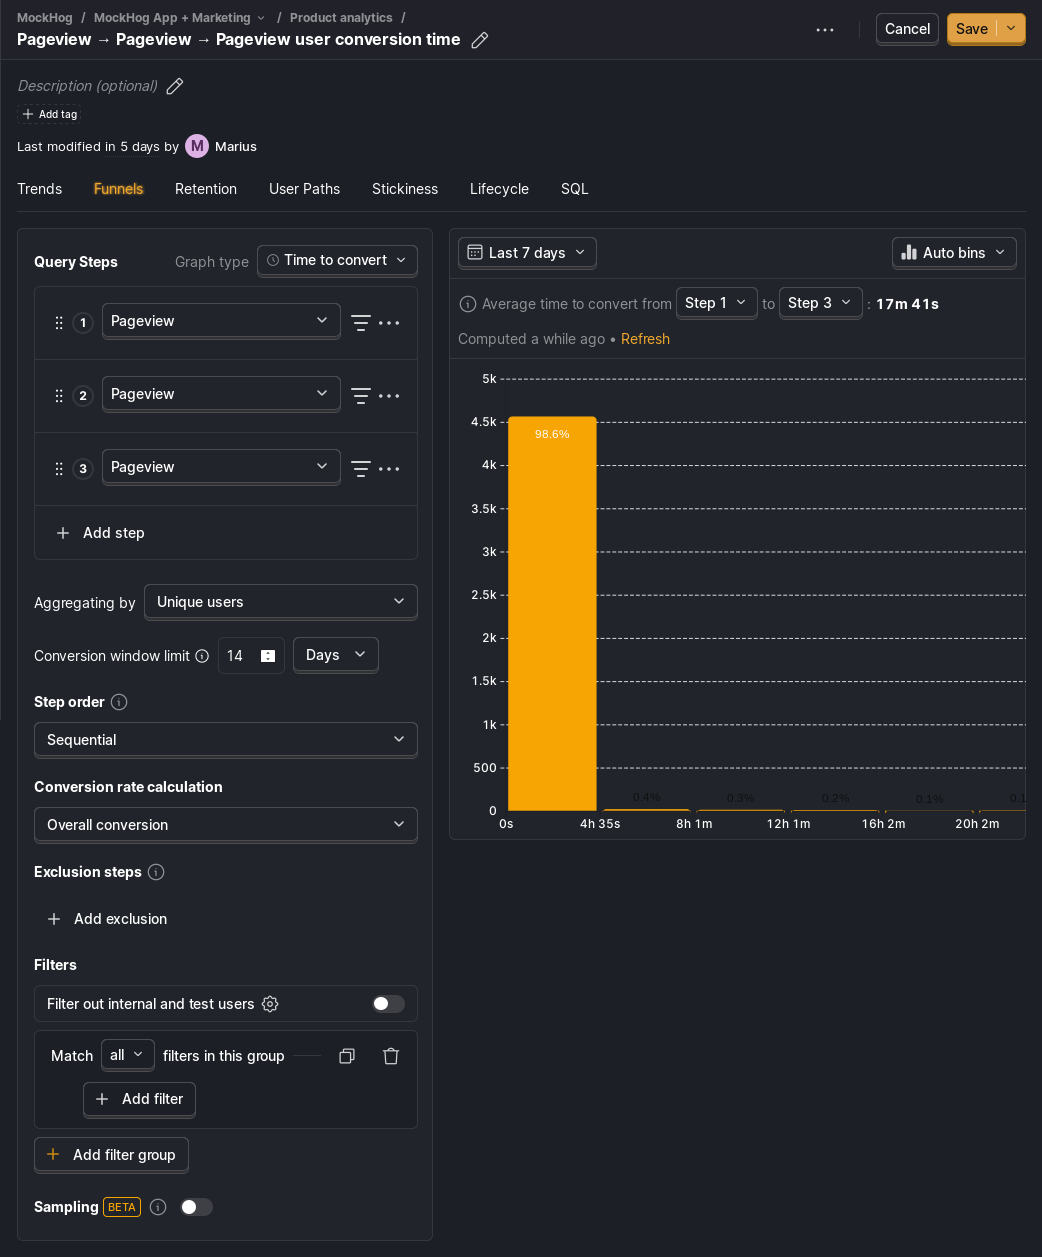 MockHog / MockHog App + Marketing / Product analytics /
Pageview → Pageview → Pageview user conversion time
Cancel
Save
Description (optional)
Add tag
Last modified in 5 days by M Marius
Trends Funnels Retention User Paths Stickiness Lifecycle SQL
Query Steps
Graph type
Time to convert
1 Pageview
2 Pageview
3 Pageview
Add step
Aggregating by Unique users
Conversion window limit 14 Days
Step order
Sequential
Conversion rate calculation
Overall conversion
Exclusion steps
Add exclusion
Filters
Filter out internal and test users
Match all filters in this group
Add filter
Add filter group
Sampling BETA
Last 7 days
Auto bins
Average time to convert from Step 1 to Step 3 : 17m 41s
Computed a while ago • Refresh
5k
4.5k
98.6%
4k
3.5k
3k
2.5k
2k
1.5k
1k
500
0.4% 0.3% 0.2% 0.1% 0.1
0
0s 4h 35s 8h 1m 12h 1m 16h 2m 20h 2m